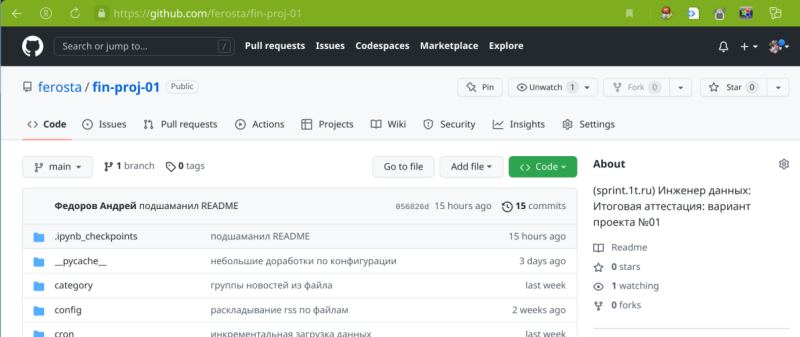 https://github.com/ferosta/fin-proj-01
Search or jump to... / Pull requests Issues Codespaces Marketplace Explore
ferosta / fin-proj-01 Public
Pin Unwatch 1 Fork 0 Star 0
Code Issues Pull requests Actions Projects Wiki Security Insights Settings
main 1 branch 0 tags Go to file Add file Code
Федоров Андрей подшаманил README 056826d 15 hours ago 15 commits
.ipynb_checkpoints подшаманил README 15 hours ago
__pycache__ небольшие доработки по конфигурации 3 days ago
category группы новостей из файла last week
config раскладывание rss по файлам 2 weeks ago
cron инкрементальная загрузка данных last week
About
(sprint.1t.ru) Инженер данных:
Итоговая аттестация: вариант
проекта №01
Readme
0 stars
1 watching
0 forks